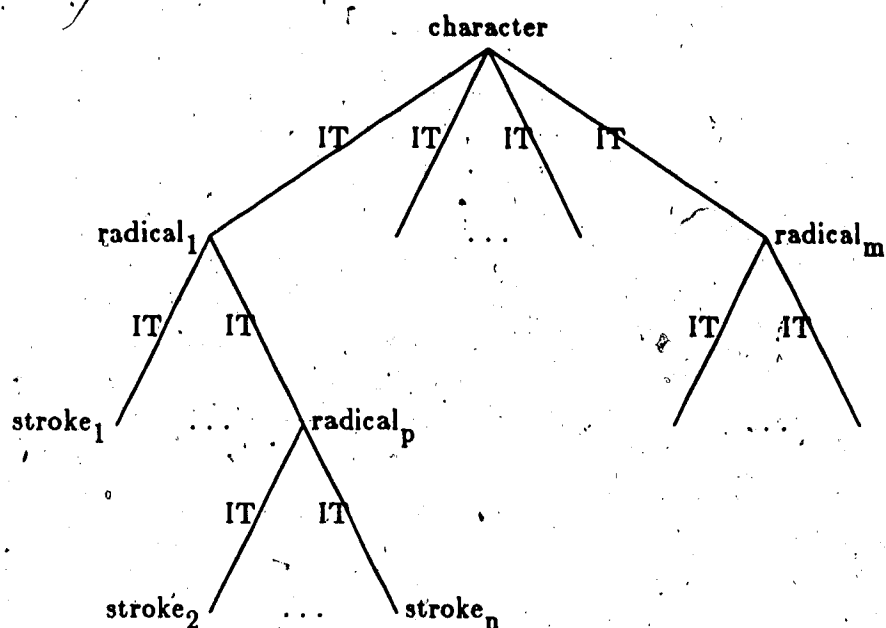 character
IT IT IT IT
radical₁ ... radicalₘ
IT IT IT IT
stroke₁ ... radicalₚ ...
IT IT
stroke₂ ... strokeₙ